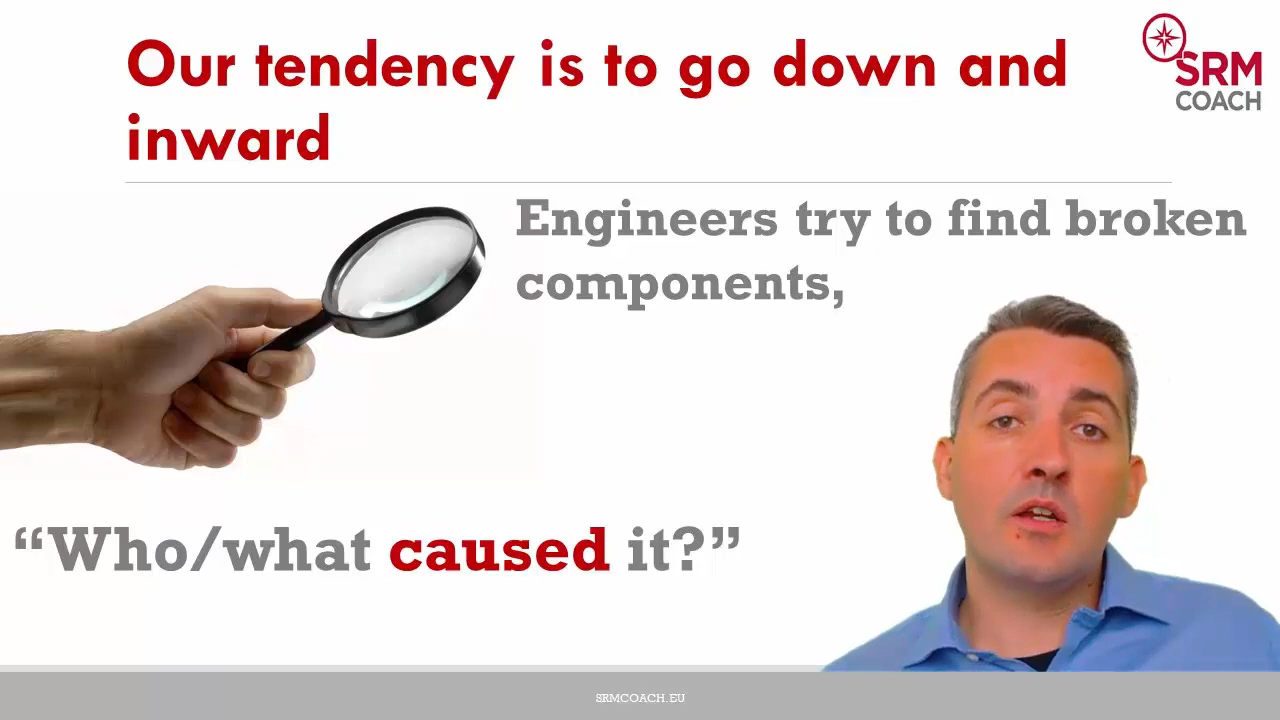 Our tendency is to go down and
inward
SRM
COACH
Engineers try to find broken
components,
“Who/what caused it?”
SRMCOACH.EU